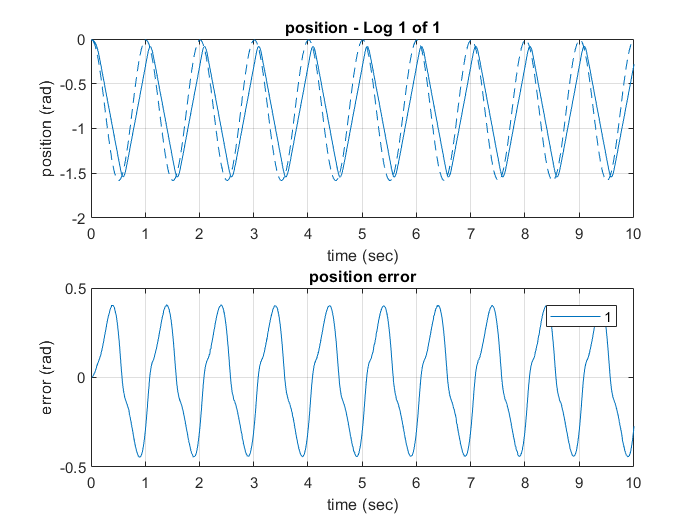 position - Log 1 of 1
0
-0.5
-1
-1.5
-2
position (rad)
0 1 2 3 4 5 6 7 8 9 10
time (sec)
position error
0.5
0
-0.5
error (rad)
1
0 1 2 3 4 5 6 7 8 9 10
time (sec)